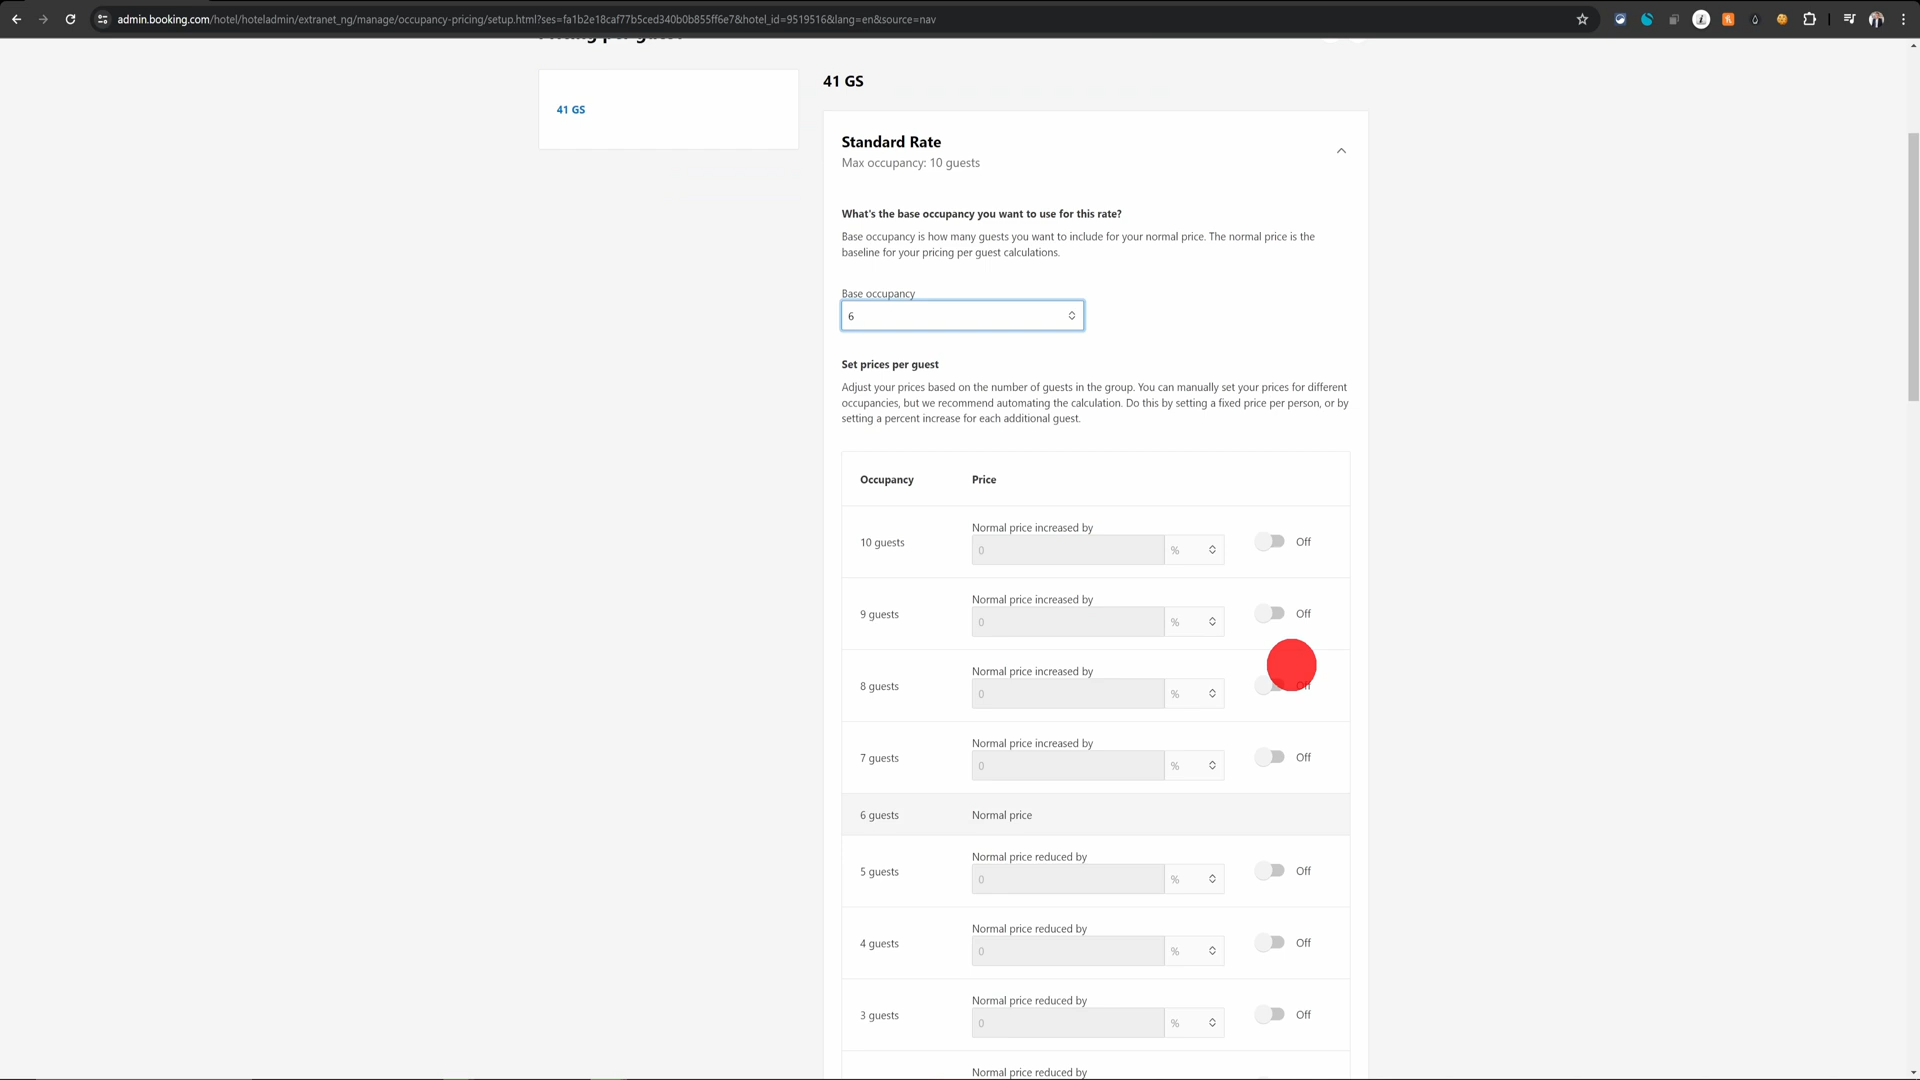 admin.booking.com/hotel/hoteladmin/extranet_ng/manage/occupancy-pricing/setup.html?ses=fa1b2e18caf77b5ced340b0b855ff6e7&hotel_id=9519516&lang=en&source=nav
Pricing per guest
41 GS
41 GS
Standard Rate
Max occupancy: 10 guests
What's the base occupancy you want to use for this rate?
Base occupancy is how many guests you want to include for your normal price. The normal price is the
baseline for your pricing per guest calculations.
Base occupancy
6
Set prices per guest
Adjust your prices based on the number of guests in the group. You can manually set your prices for different
occupancies, but we recommend automating the calculation. Do this by setting a fixed price per person, or by
setting a percent increase for each additional guest.
Occupancy Price
Normal price increased by
10 guests 0 % Off
Normal price increased by
9 guests 0 % Off
Normal price increased by
8 guests 0 % Off
Normal price increased by
7 guests 0 % Off
6 guests Normal price
Normal price reduced by
5 guests 0 % Off
Normal price reduced by
4 guests 0 % Off
Normal price reduced by
3 guests 0 % Off
Normal price reduced by